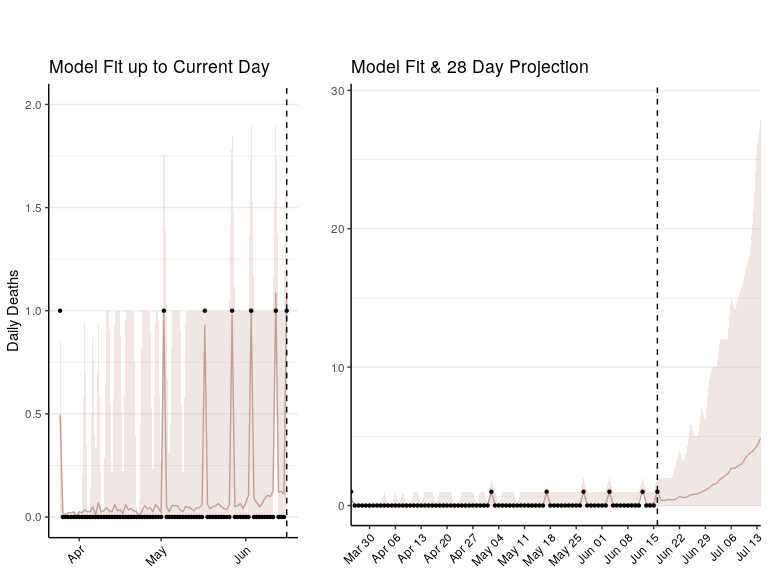 Model Fit up to Current Day
Model Fit & 28 Day Projection
Daily Deaths
2.0
1.5
1.0
0.5
0.0
Apr
May
Jun
30
20
10
0
Mar 30
Apr 06
Apr 13
Apr 20
Apr 27
May 04
May 11
May 18
May 25
Jun 01
Jun 08
Jun 15
Jun 22
Jun 29
Jul 06
Jul 13